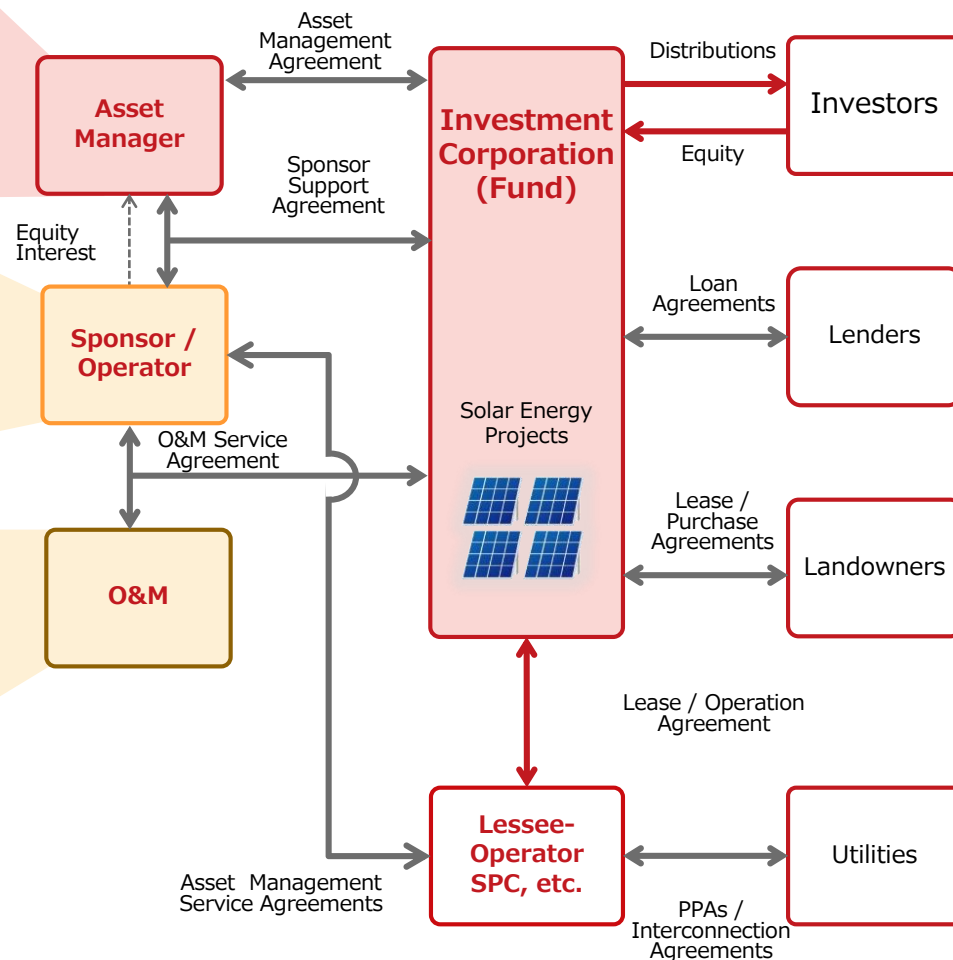 Asset
Management
Agreement
Distributions
Investors
Equity
Asset
Manager
Investment
Corporation
(Fund)
Sponsor
Support
Agreement
Equity
Interest
Loan
Agreements
Lenders
Sponsor /
Operator
Solar Energy
Projects
O&M Service
Agreement
Lease /
Purchase
Agreements
Landowners
O&M
Lease / Operation
Agreement
Lessee-
Operator
SPC, etc.
Utilities
Asset Management
Service Agreements
PPAs /
Interconnection
Agreements